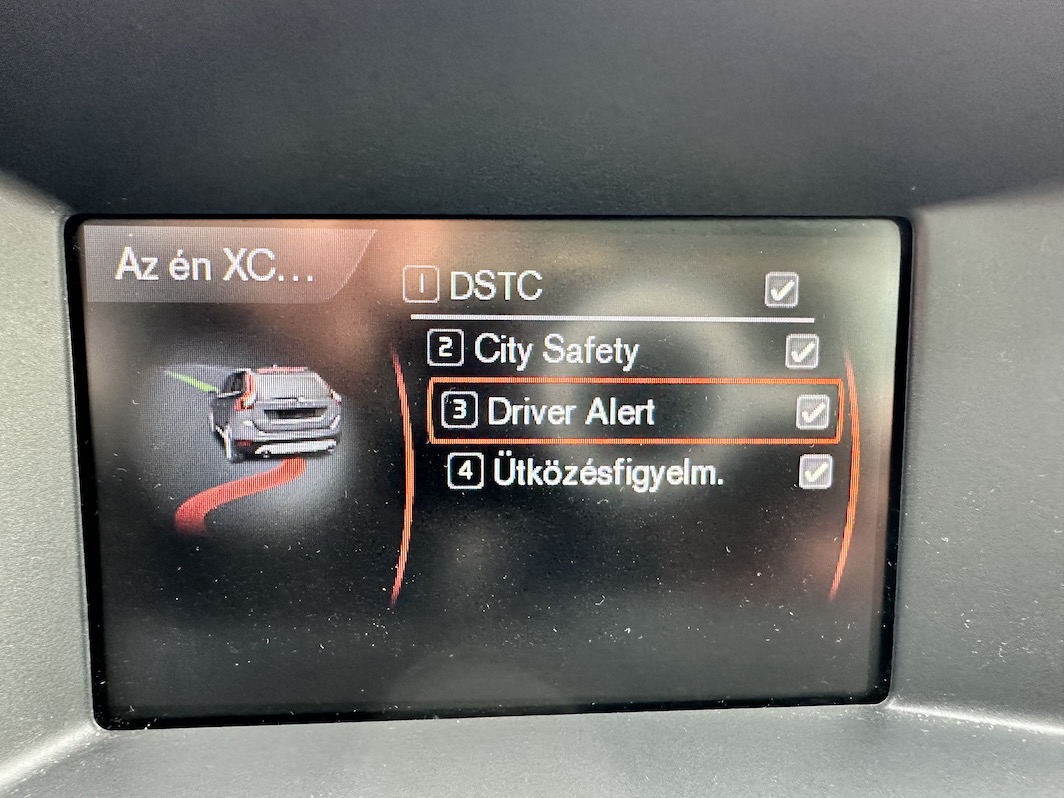 Az én XC...
1 DSTC
2 City Safety
3 Driver Alert
4 Ütközésfigyelm.